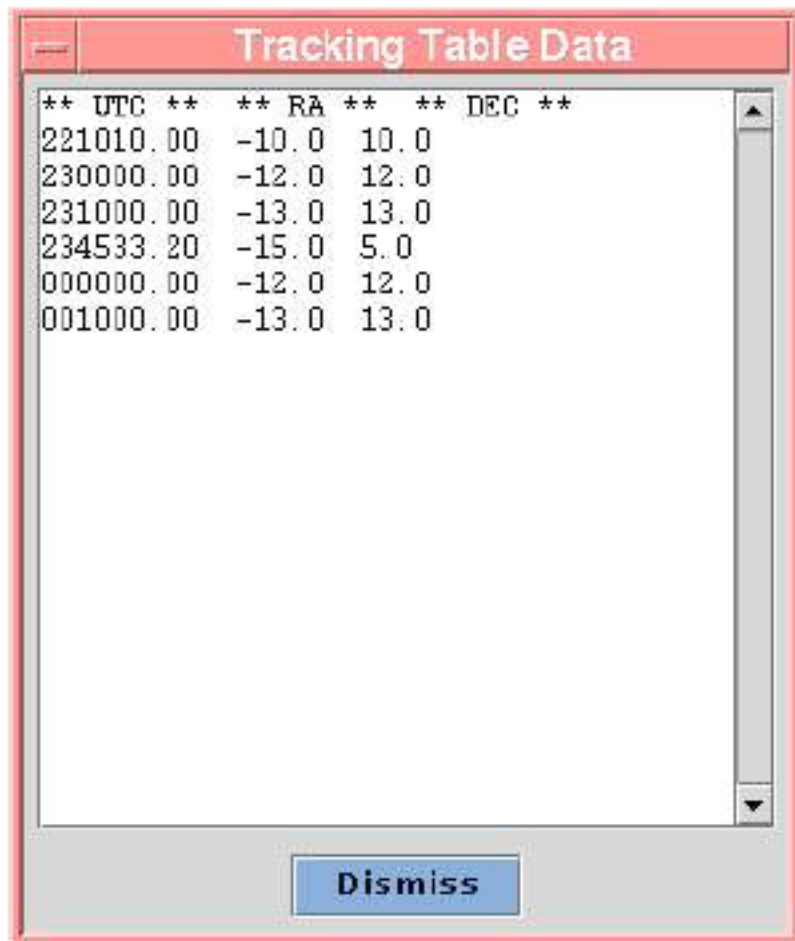 Tracking Table Data
** UTC **  ** RA **  ** DEC **
221010.00  -10.0  10.0
230000.00  -12.0  12.0
231000.00  -13.0  13.0
234533.20  -15.0  5.0
000000.00  -12.0  12.0
001000.00  -13.0  13.0
Dismiss